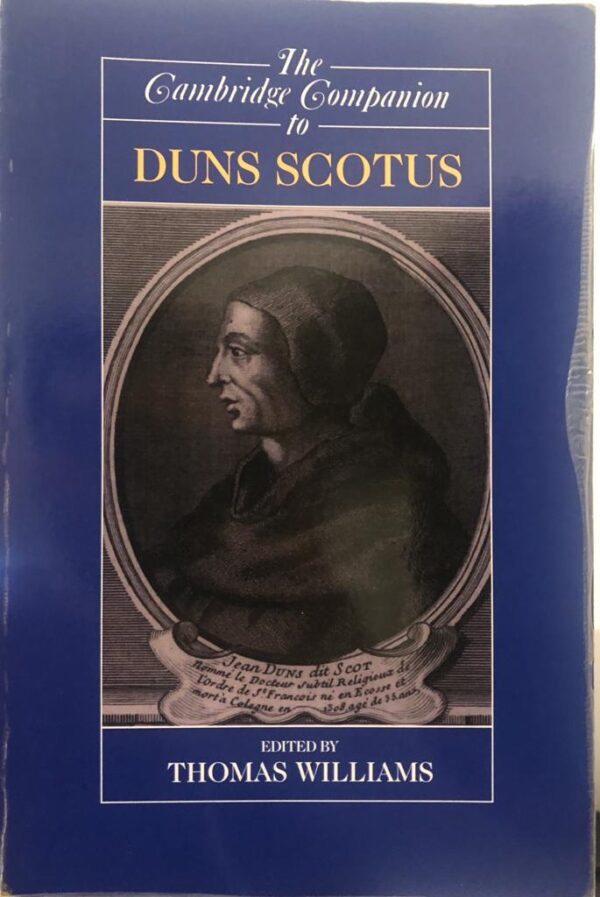 The
Cambridge Companion
to
DUNS SCOTUS
Jean DUNS dit SCOT
nommé le Docteur Subtil Religieux de
l'ordre de St. Francois né en Ecosse et
mort à Cologne en 1308 agé de 33 ans.
EDITED BY
THOMAS WILLIAMS